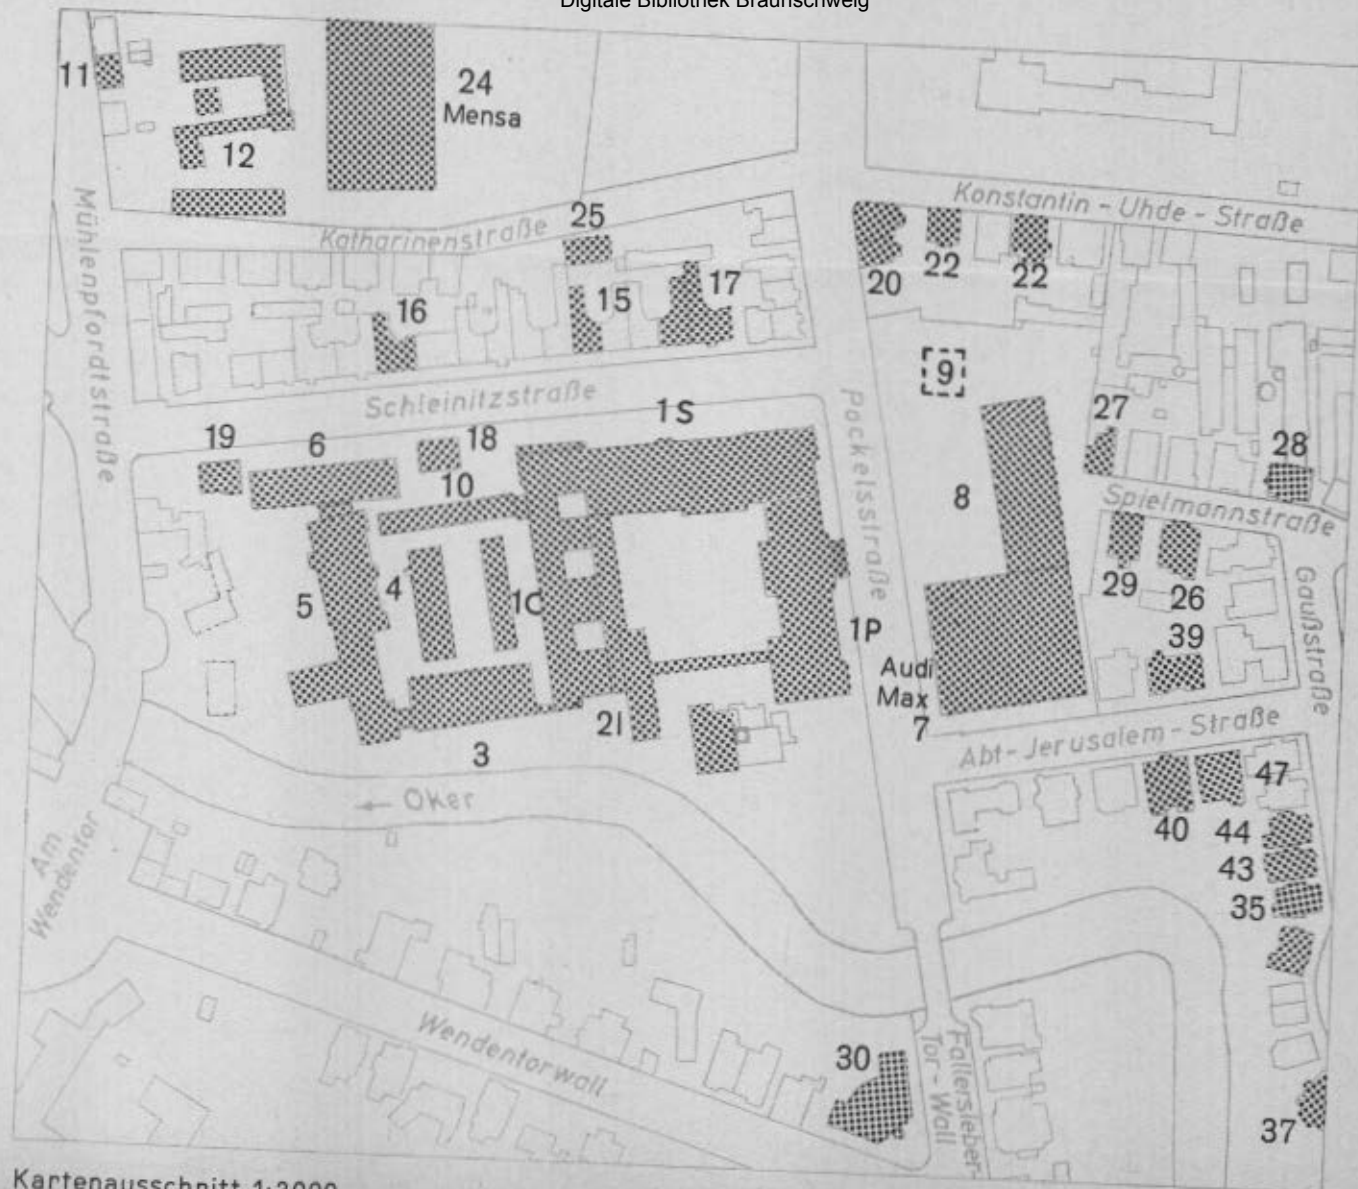 Digitale Bibliothek Braunschweig
11
24
Mensa
12
Mühlenpfordtstraße
Katharinenstraße
25
Konstantin - Uhde - Straße
20
22
22
16
15
17
9
Schleinitzstraße
Pockelsstraße
1S
19
6
18
10
27
28
8
Spielmannstraße
5
4
1C
29
26
Gaußstraße
1P
39
Audi
Max
7
2I
3
Abt - Jerusalem - Straße
← Oker
47
40
44
43
35
Am
Wendentor
Wendentorwall
30
Fallersleber-
Tor - Wall
37
Kartenausschnitt 1:2000